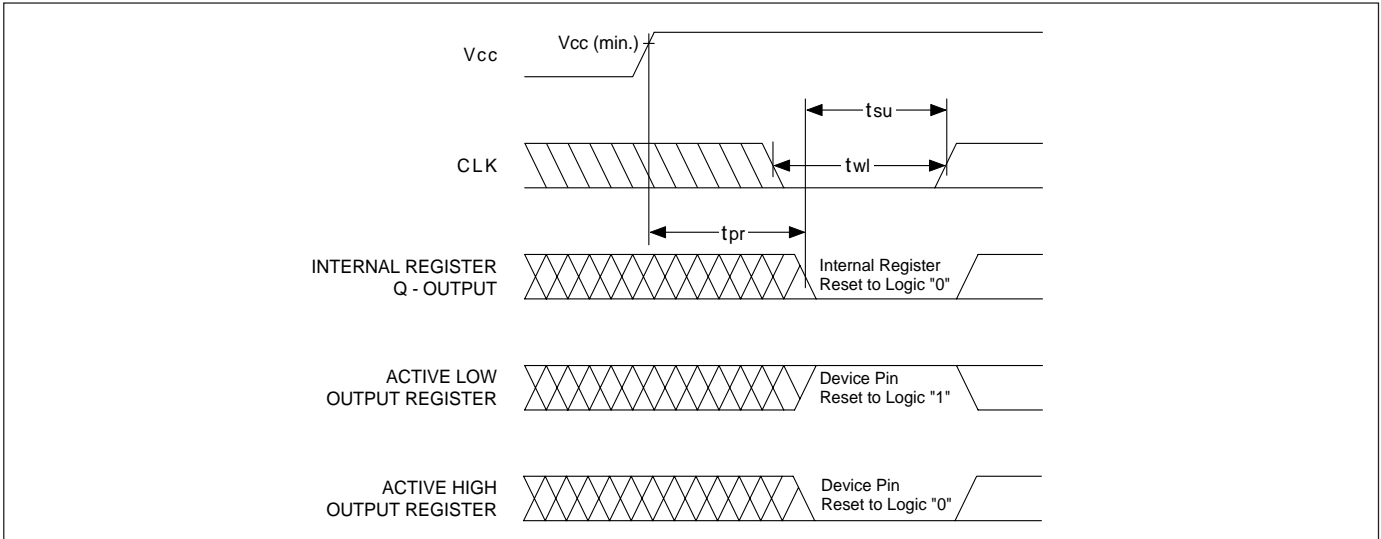 Vcc
Vcc (min.)
tsu
CLK
twl
tpr
INTERNAL REGISTER
Q - OUTPUT
Internal Register
Reset to Logic "0"
ACTIVE LOW
OUTPUT REGISTER
Device Pin
Reset to Logic "1"
ACTIVE HIGH
OUTPUT REGISTER
Device Pin
Reset to Logic "0"